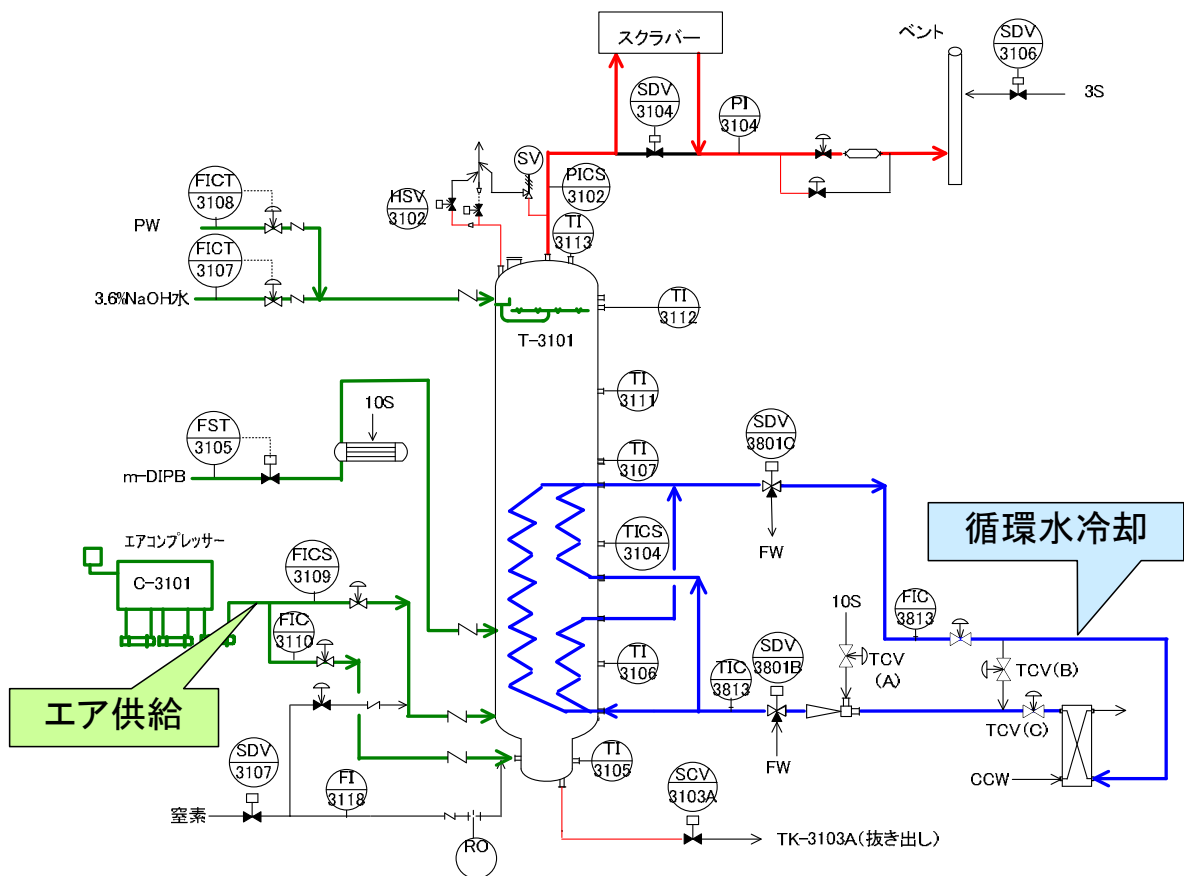 スクラバー
ベント
SDV
3106
3S
SDV
3104
PI
3104
SV
PICS
3102
HSV
3102
TI
3113
FICT
3108
PW
FICT
3107
3.6%NaOH水
TI
3112
T-3101
TI
3111
10S
FST
3105
m-DIPB
TI
3107
SDV
3801C
FW
循環水冷却
エアコンプレッサー
C-3101
FICS
3109
TICS
3104
FIC
3110
10S
FIC
3813
エア供給
TI
3106
TIC
3813
SDV
3801B
TCV
(A)
TCV(B)
TCV(C)
FW
CCW
SDV
3107
FI
3118
TI
3105
SCV
3103A
窒素
RO
TK-3103A(抜き出し)